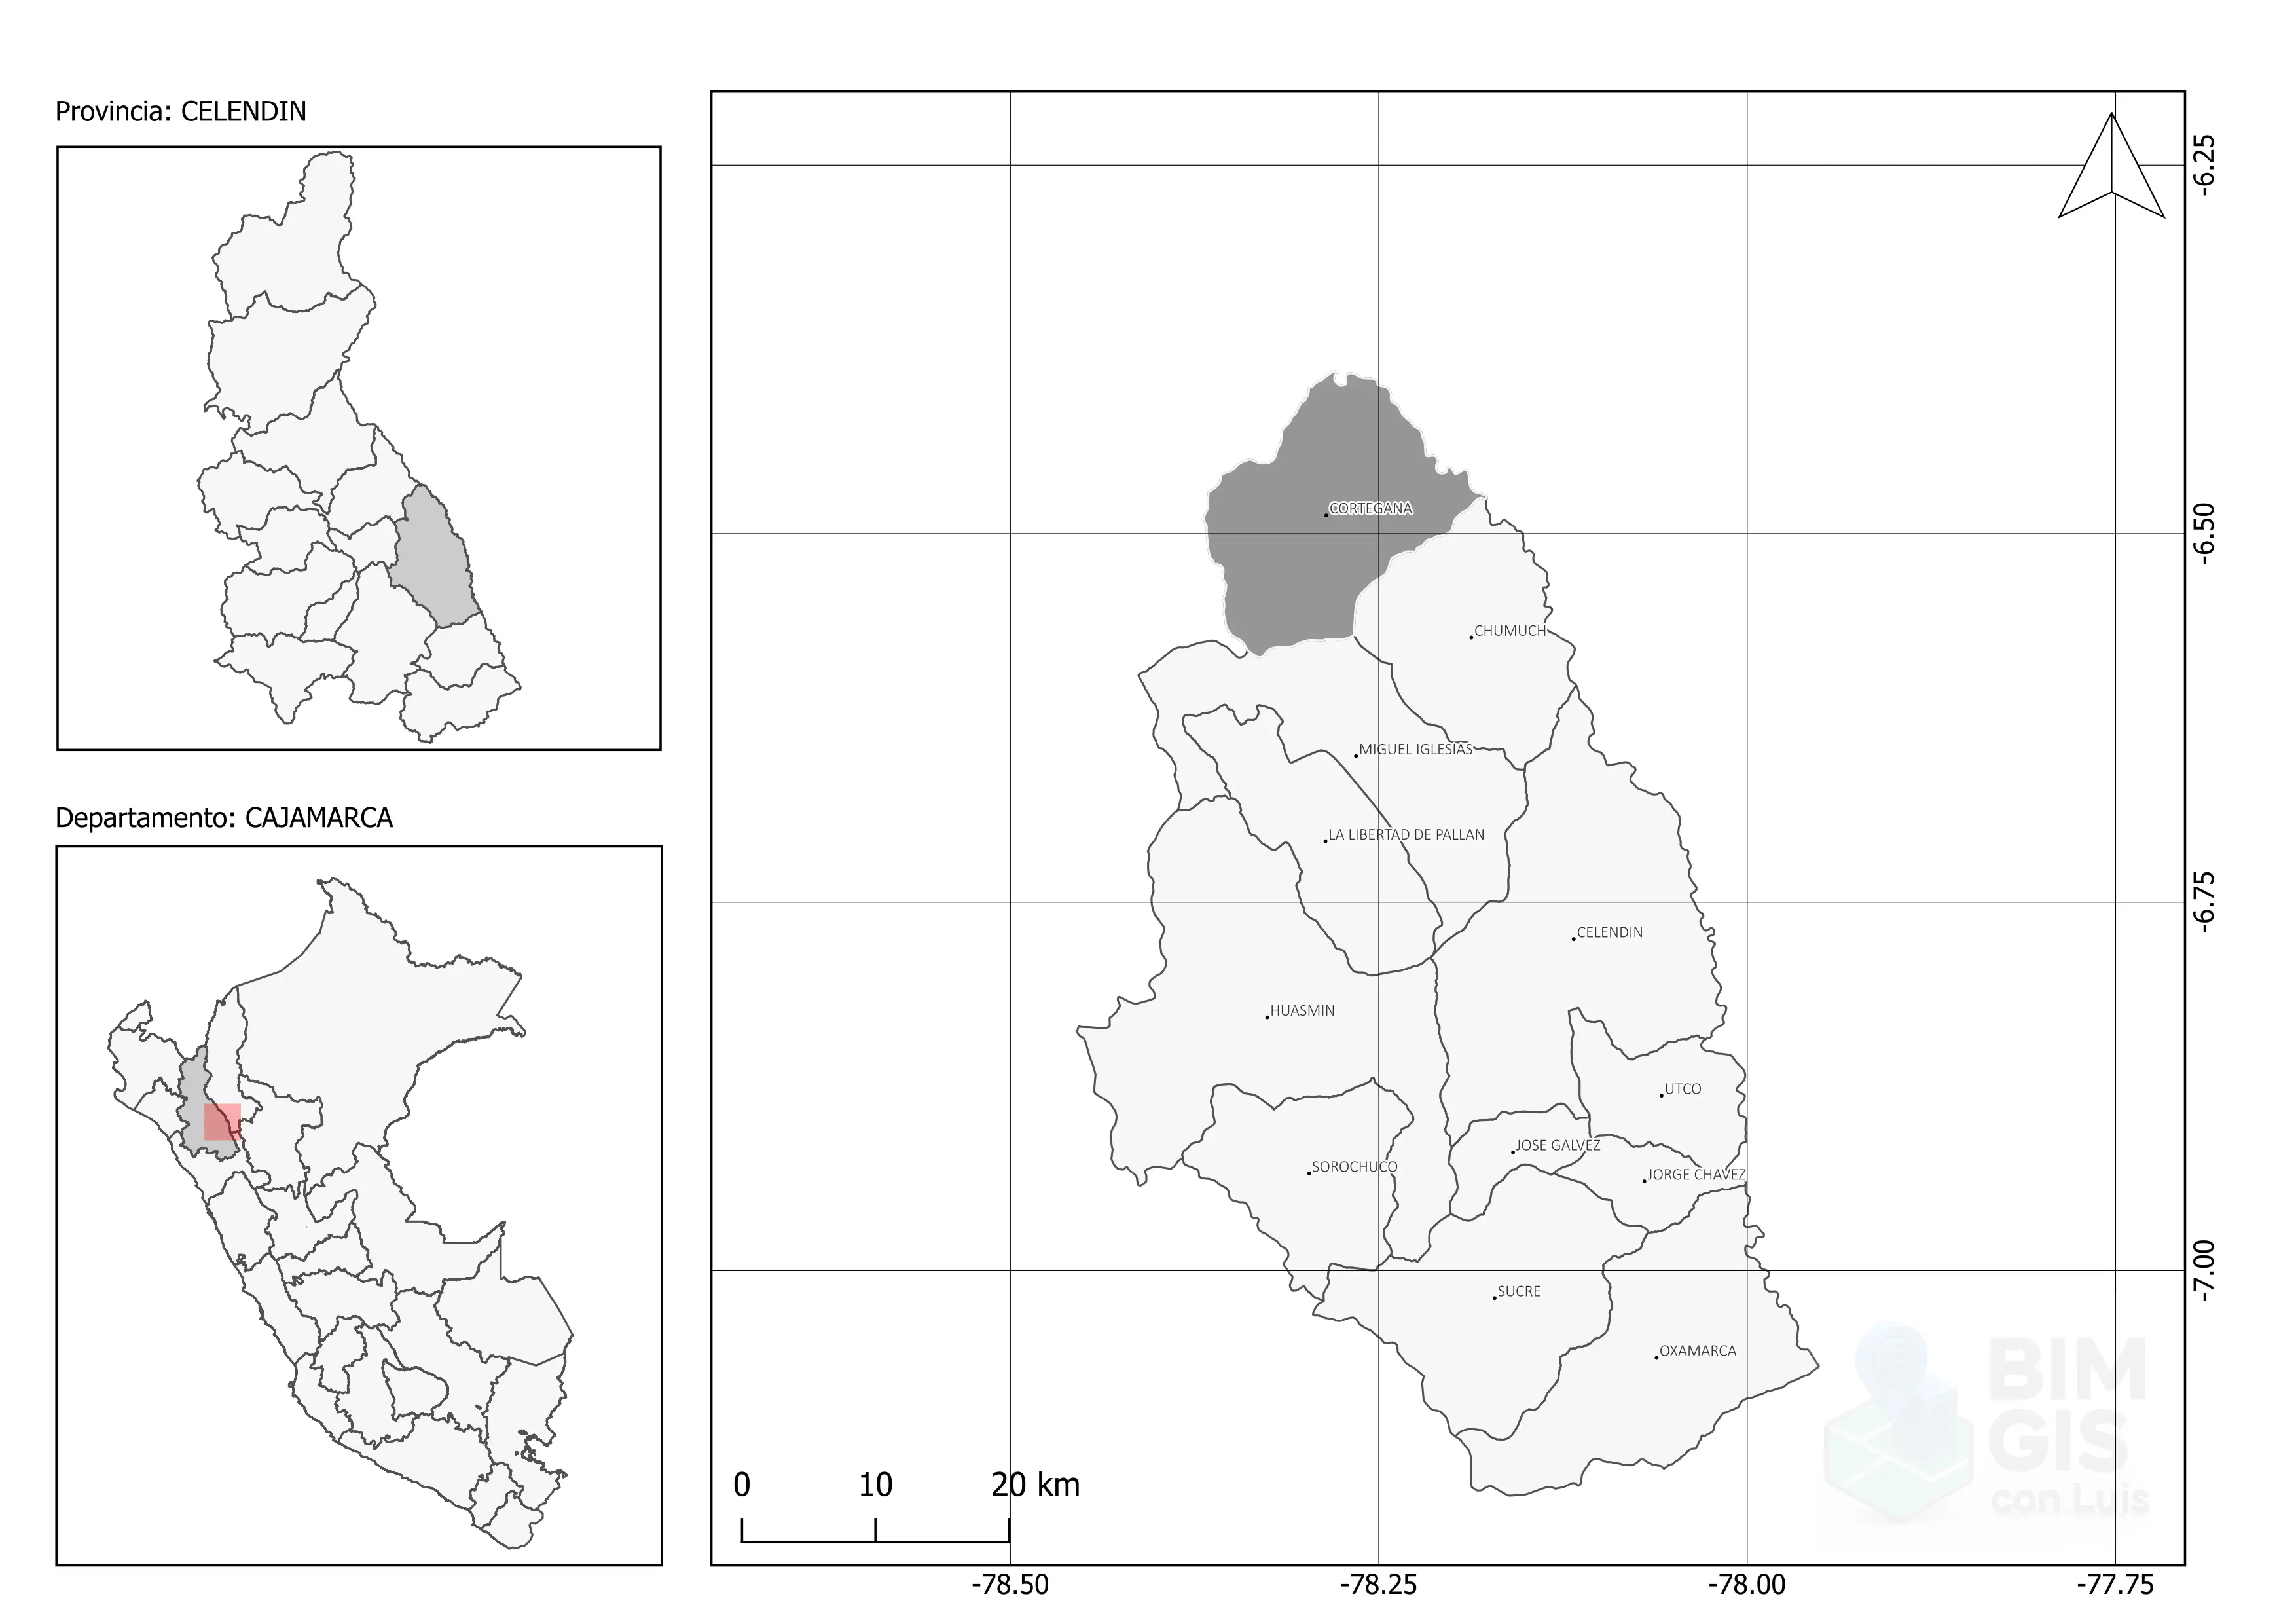 Provincia: CELENDIN
Departamento: CAJAMARCA
-6.25
-6.50
-6.75
-7.00
CORTEGANA
CHUMUCH
MIGUEL IGLESIAS
LA LIBERTAD DE PALLAN
CELENDIN
HUASMIN
UTCO
JOSE GALVEZ
SOROCHUCO
JORGE CHAVEZ
SUCRE
OXAMARCA
BIM
GIS
con Luis
0 10 20 km
-78.50 -78.25 -78.00 -77.75